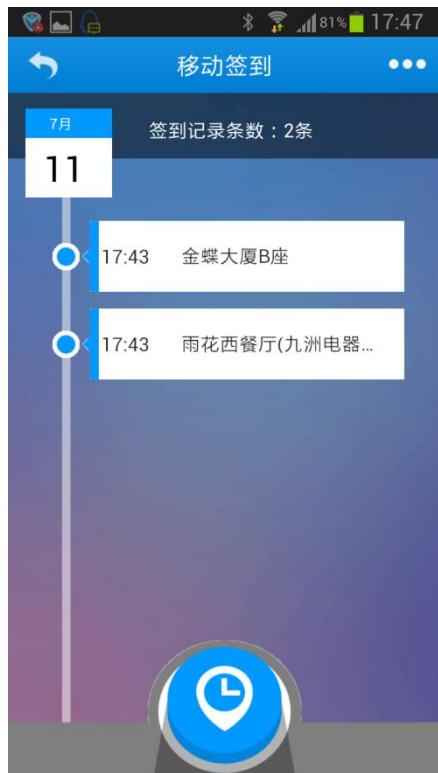 81% 17:47
移动签到
7月
11
签到记录条数：2条
17:43 金蝶大厦B座
17:43 雨花西餐厅(九洲电器...